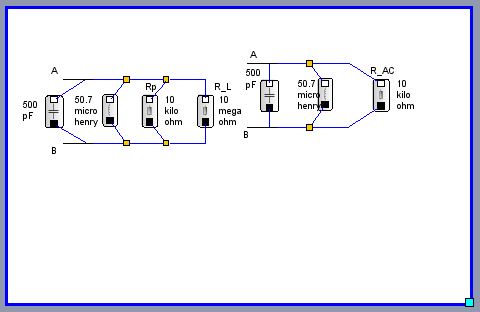 A
500
pF
50.7
micro
henry
Rp
10
kilo
ohm
R_L
10
mega
ohm
B
A
500
pF
50.7
micro
henry
R_AC
10
kilo
ohm
B